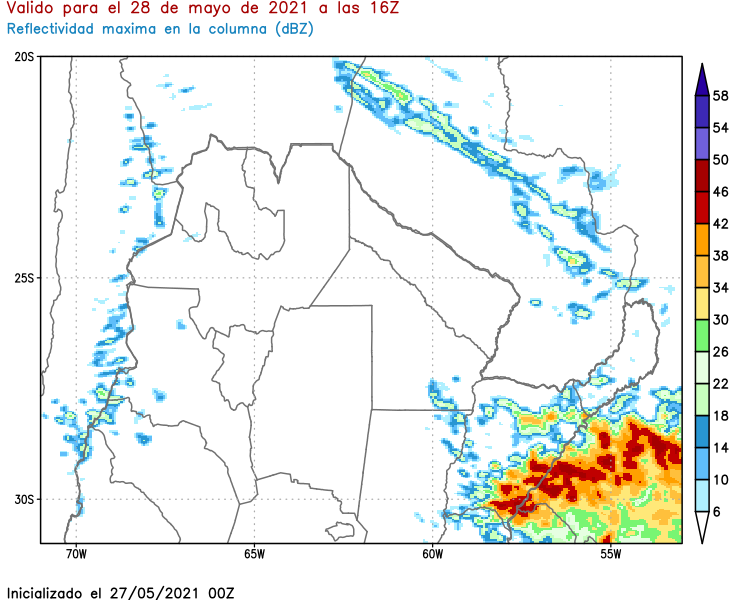 Valido para el 28 de mayo de 2021 a las 16Z
Reflectividad maxima en la columna (dBZ)
20S
25S
30S
70W 65W 60W 55W
58
54
50
46
42
38
34
30
26
22
18
14
10
6
Inicializado el 27/05/2021 00Z